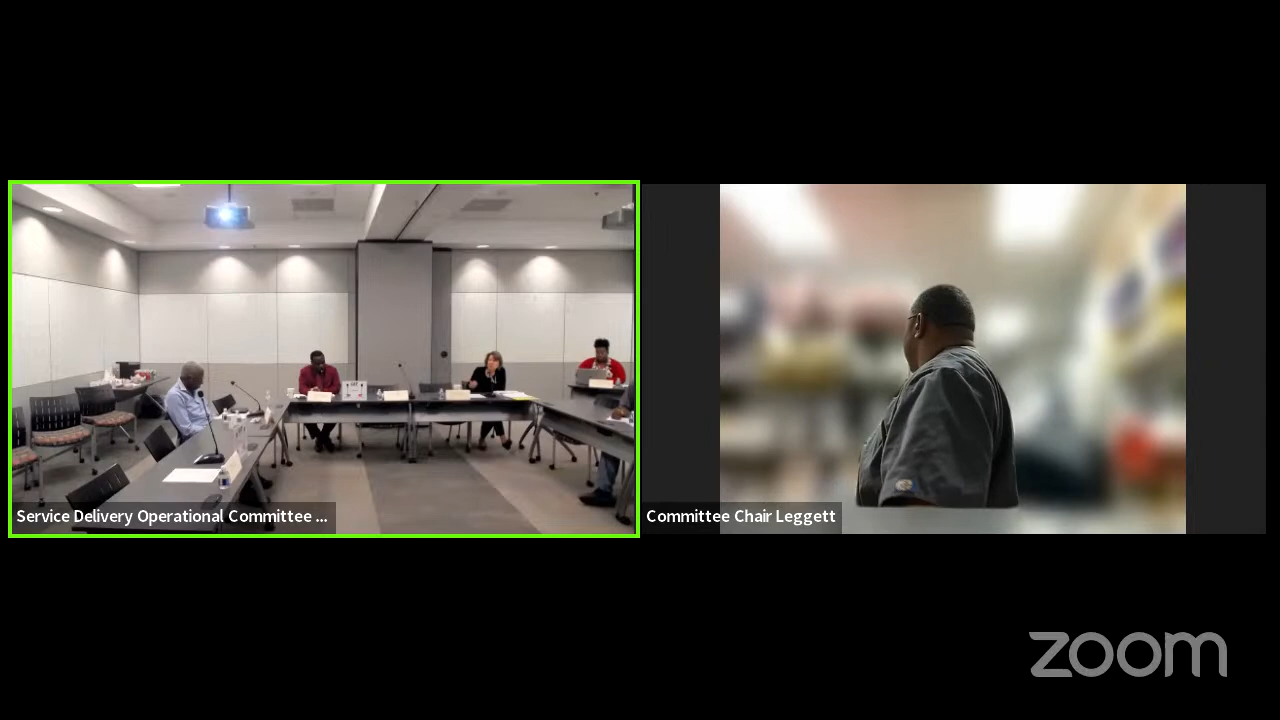 Service Delivery Operational Committee ...
Committee Chair Leggett
zoom